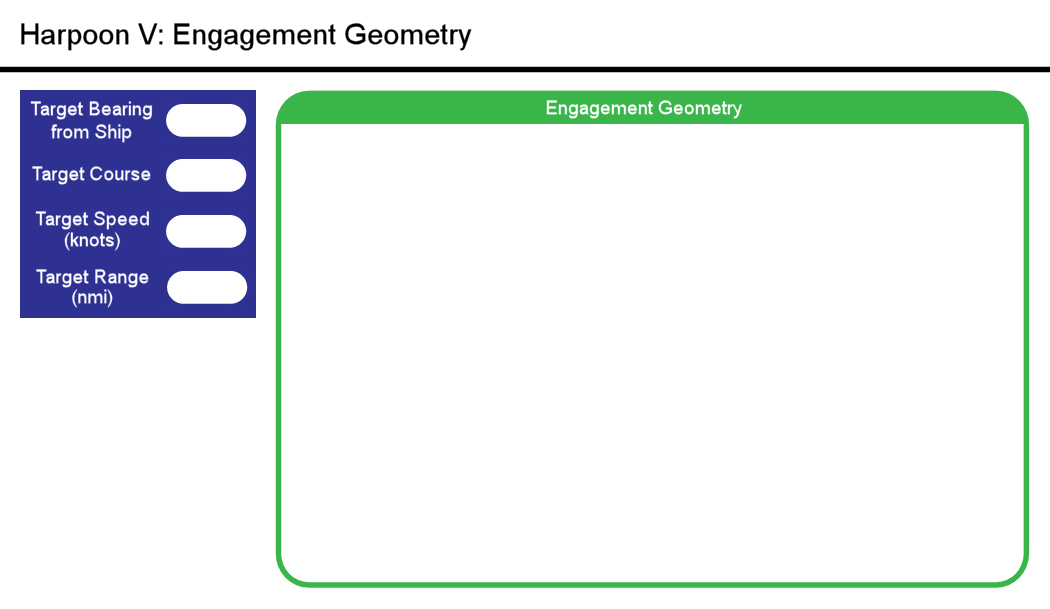 Harpoon V: Engagement Geometry
Target Bearing
from Ship
Target Course
Target Speed
(knots)
Target Range
(nmi)
Engagement Geometry